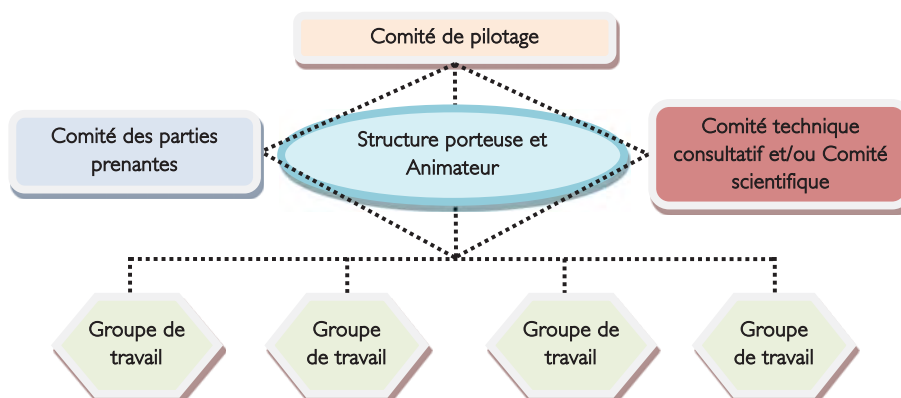 Comité de pilotage
Comité des parties
prenantes
Structure porteuse et
Animateur
Comité technique
consultatif et/ou Comité
scientifique
Groupe de
travail
Groupe
de travail
Groupe de
travail
Groupe
de travail